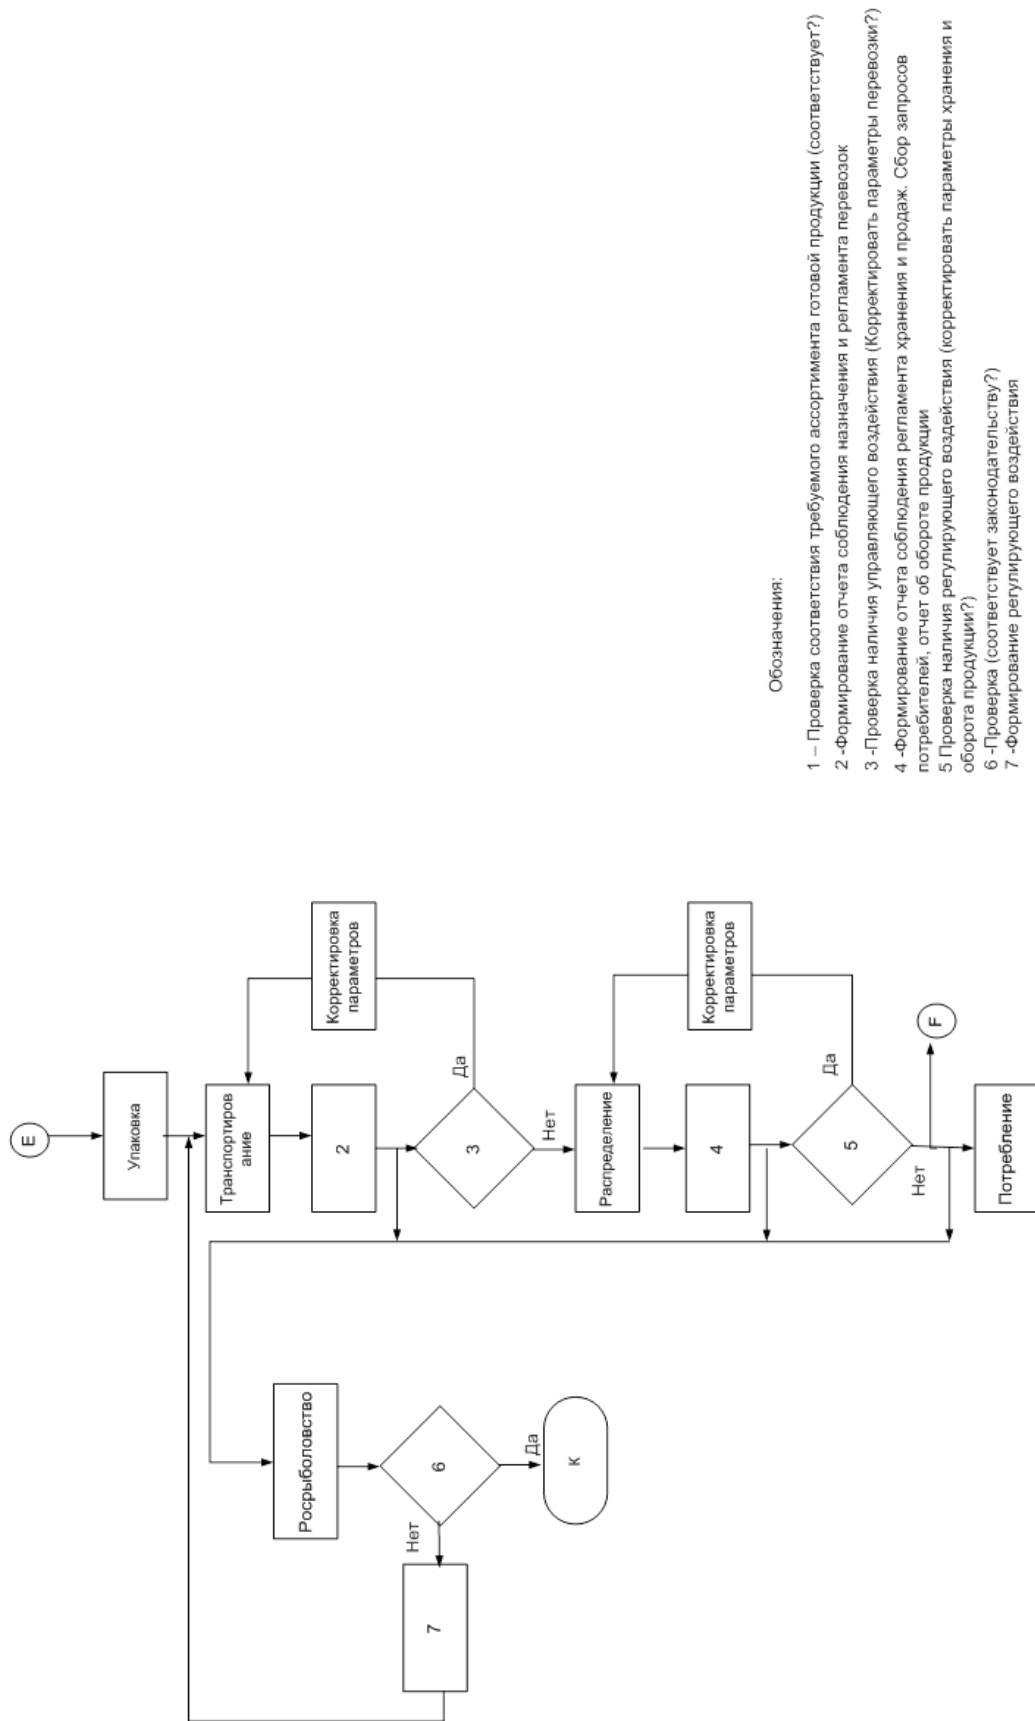 E
Упаковка
Транспортиров
ание
2
3
Да
Нет
Корректировка
параметров
Распределение
4
5
Да
Нет
Корректировка
параметров
F
Потребление
Росрыболовство
6
Да
Нет
К
7
Обозначения:
1 – Проверка соответствия требуемого ассортимента готовой продукции (соответствует?)
2 -Формирование отчета соблюдения назначения и регламента перевозок
3 -Проверка наличия управляющего воздействия (Корректировать параметры перевозки?)
4 -Формирование отчета соблюдения регламента хранения и продаж. Сбор запросов
потребителей, отчет об обороте продукции
5 Проверка наличия регулирующего воздействия (корректировать параметры хранения и
оборота продукции?)
6 -Проверка (соответствует законодательству?)
7 -Формирование регулирующего воздействия